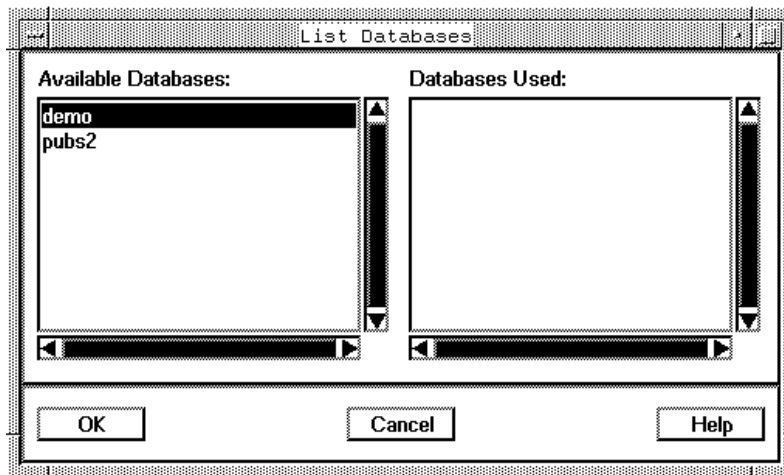 List Databases
Available Databases:
demo
pubs2
Databases Used:
OK
Cancel
Help